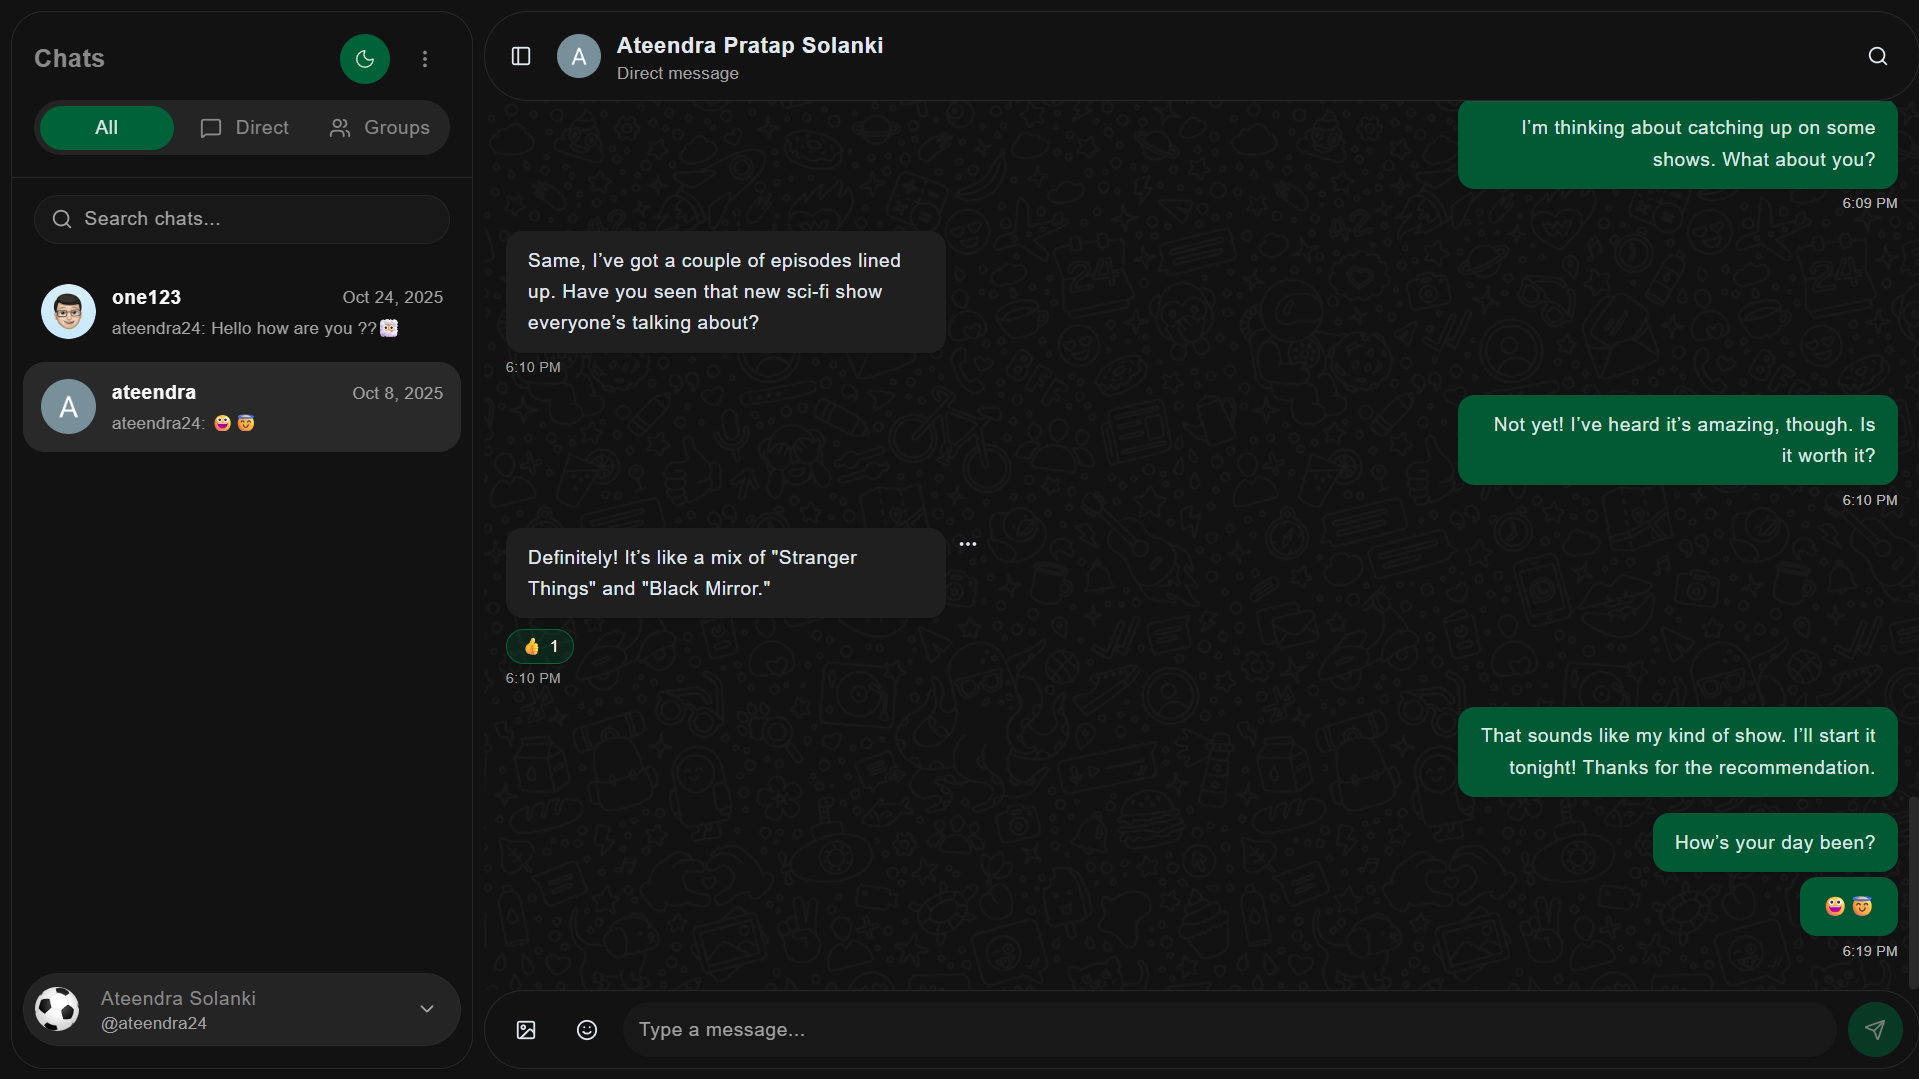 Chats
All
Direct
Groups
Search chats...
one123
Oct 24, 2025
ateendra24: Hello how are you ??
A
ateendra
Oct 8, 2025
ateendra24: 😜 😇
Ateendra Solanki
@ateendra24
A
Ateendra Pratap Solanki
Direct message
I’m thinking about catching up on some
shows. What about you?
6:09 PM
Same, I’ve got a couple of episodes lined
up. Have you seen that new sci-fi show
everyone’s talking about?
6:10 PM
Not yet! I’ve heard it’s amazing, though. Is
it worth it?
6:10 PM
Definitely! It’s like a mix of "Stranger
Things" and "Black Mirror."
👍 1
6:10 PM
That sounds like my kind of show. I’ll start it
tonight! Thanks for the recommendation.
How’s your day been?
😜 😇
6:19 PM
Type a message...